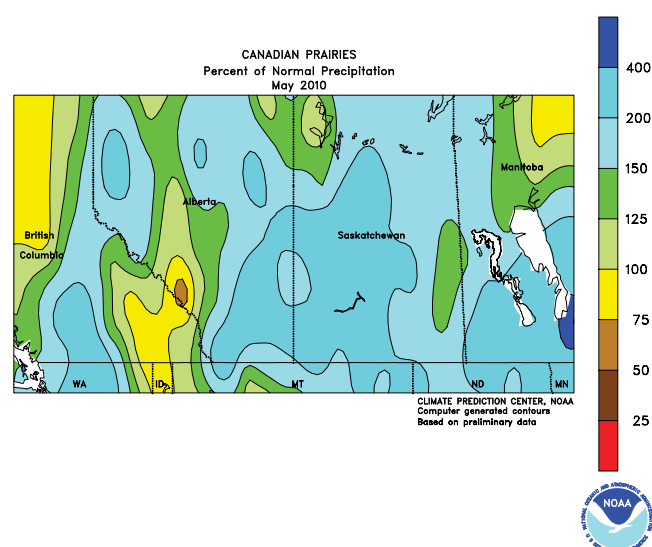 CANADIAN PRAIRIES
Percent of Normal Precipitation
May 2010
400
200
150
125
100
75
50
25
Manitoba
Alberta
British
Columbia
Saskatchewan
WA
ID
MT
ND
MN
CLIMATE PREDICTION CENTER, NOAA
Computer generated contours
Based on preliminary data
NOAA